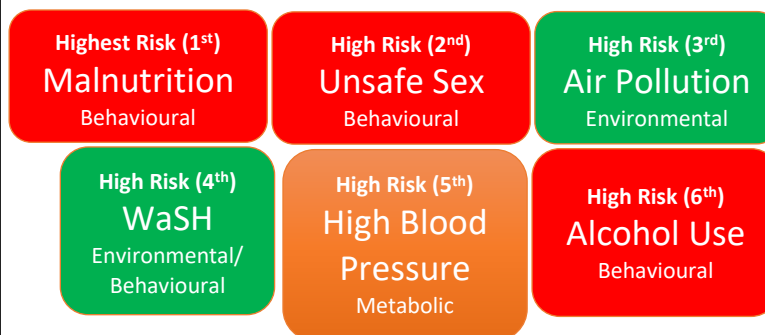 Highest Risk (1st)
Malnutrition
Behavioural
High Risk (2nd)
Unsafe Sex
Behavioural
High Risk (3rd)
Air Pollution
Environmental
High Risk (4th)
WaSH
Environmental/
Behavioural
High Risk (5th)
High Blood
Pressure
Metabolic
High Risk (6th)
Alcohol Use
Behavioural